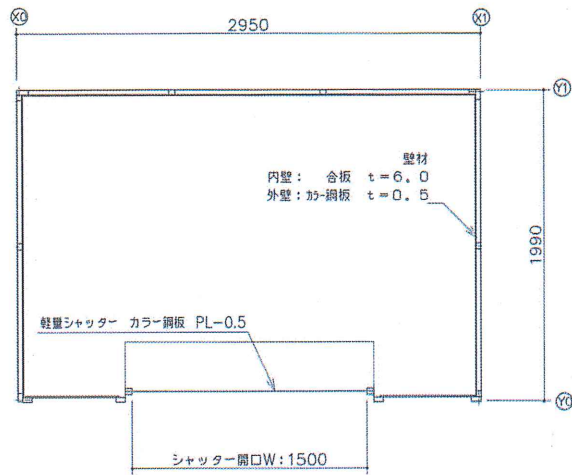 X0
2950
X1
Y1
壁材
内壁: 合板 t=6.0
外壁:カラー鋼板 t=0.5
1990
軽量シャッター カラー鋼板 PL-0.5
Y0
シャッター開口W:1500